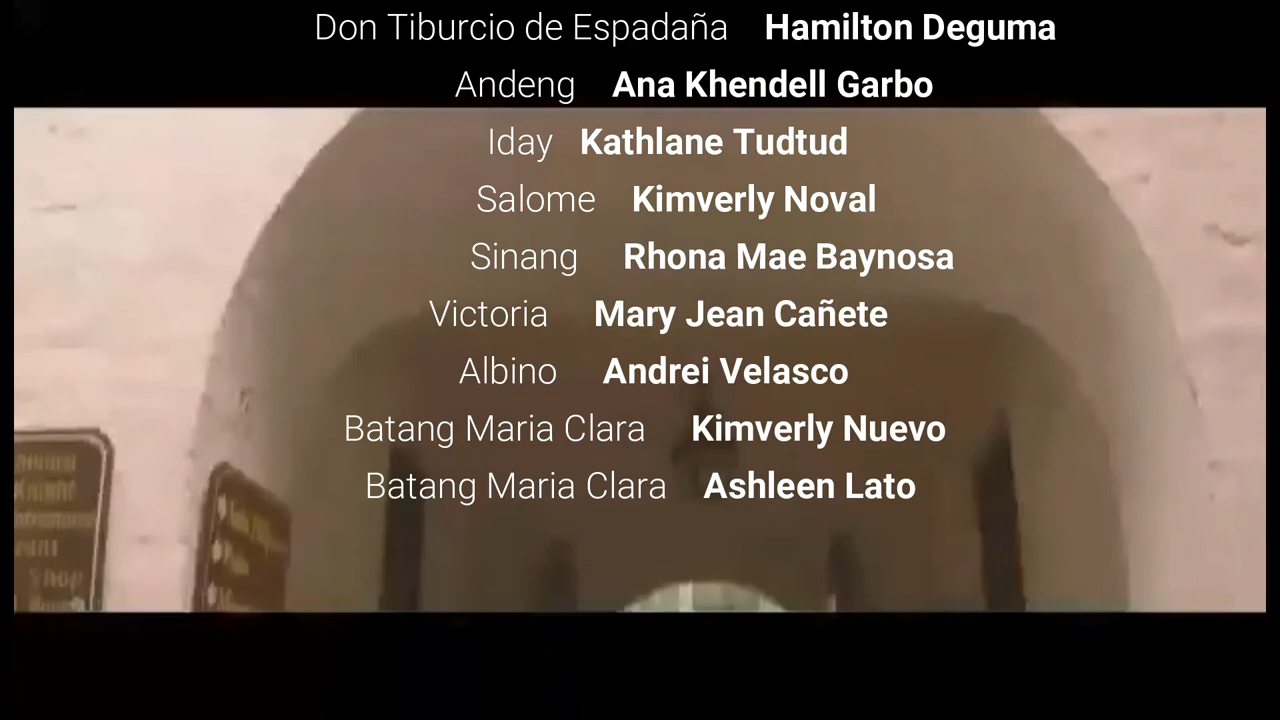 Don Tiburcio de Espadaña Hamilton Deguma
Andeng Ana Khendell Garbo
Iday Kathlane Tudtud
Salome Kimverly Noval
Sinang Rhona Mae Baynosa
Victoria Mary Jean Cañete
Albino Andrei Velasco
Batang Maria Clara Kimverly Nuevo
Batang Maria Clara Ashleen Lato
Shop